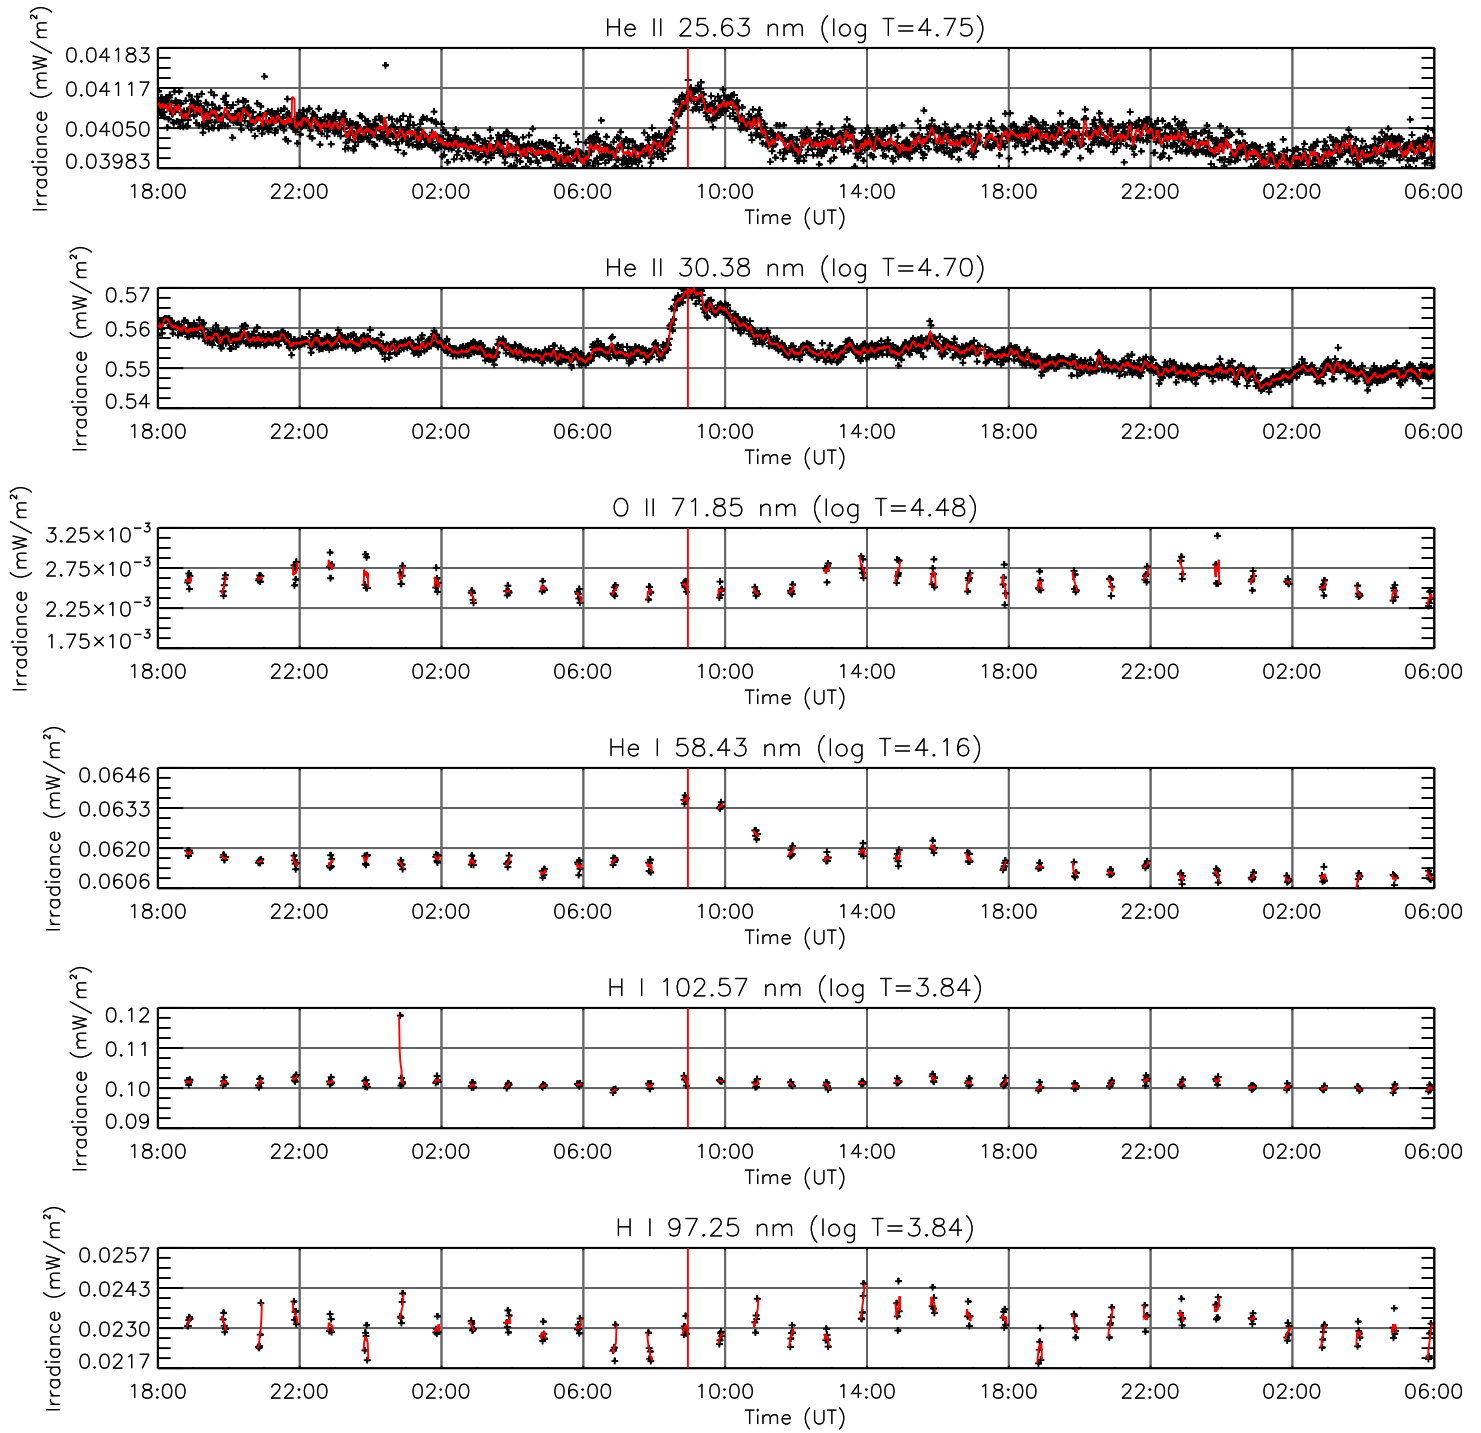 He II 25.63 nm (log T=4.75)
Irradiance (mW/m²)
0.04183
0.04117
0.04050
0.03983
18:00 22:00 02:00 06:00 10:00 14:00 18:00 22:00 02:00 06:00
Time (UT)
He II 30.38 nm (log T=4.70)
Irradiance (mW/m²)
0.57
0.56
0.55
0.54
18:00 22:00 02:00 06:00 10:00 14:00 18:00 22:00 02:00 06:00
Time (UT)
O II 71.85 nm (log T=4.48)
Irradiance (mW/m²)
3.25×10⁻³
2.75×10⁻³
2.25×10⁻³
1.75×10⁻³
18:00 22:00 02:00 06:00 10:00 14:00 18:00 22:00 02:00 06:00
Time (UT)
He I 58.43 nm (log T=4.16)
Irradiance (mW/m²)
0.0646
0.0633
0.0620
0.0606
18:00 22:00 02:00 06:00 10:00 14:00 18:00 22:00 02:00 06:00
Time (UT)
H I 102.57 nm (log T=3.84)
Irradiance (mW/m²)
0.12
0.11
0.10
0.09
18:00 22:00 02:00 06:00 10:00 14:00 18:00 22:00 02:00 06:00
Time (UT)
H I 97.25 nm (log T=3.84)
Irradiance (mW/m²)
0.0257
0.0243
0.0230
0.0217
18:00 22:00 02:00 06:00 10:00 14:00 18:00 22:00 02:00 06:00
Time (UT)